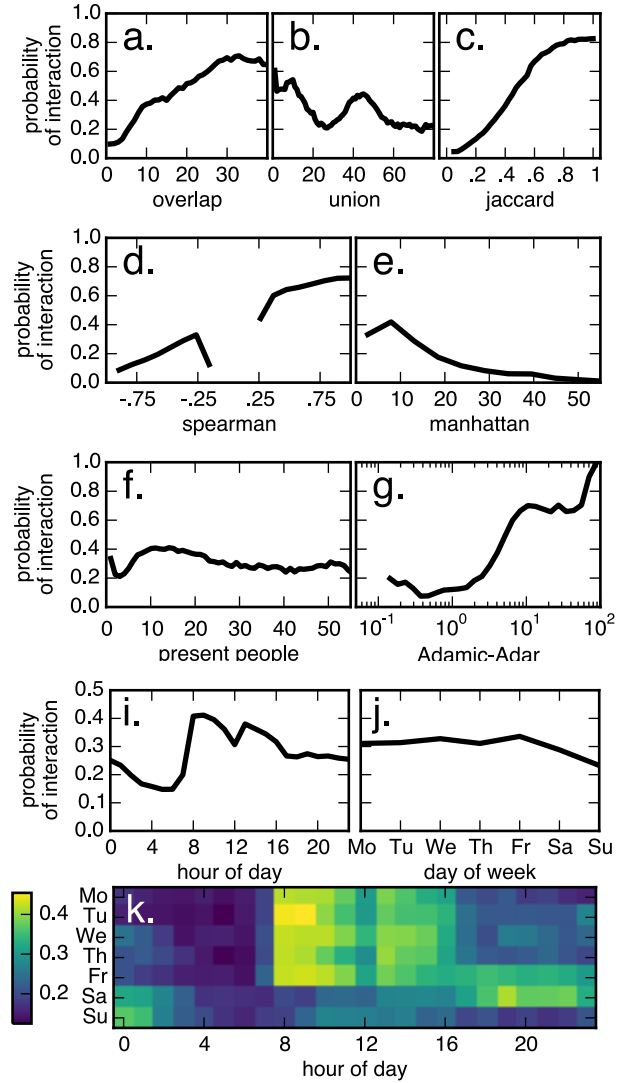 a. b. c.
probability
of interaction
1.0
0.8
0.6
0.4
0.2
0.0
0 10 20 30 0 20 40 60 0 .2 .4 .6 .8 1
overlap union jaccard
d. e.
probability
of interaction
1.0
0.8
0.6
0.4
0.2
0.0
-.75 -.25 .25 .75 0 10 20 30 40 50
spearman manhattan
f. g.
probability
of interaction
1.0
0.8
0.6
0.4
0.2
0.0
0 10 20 30 40 50 10⁻¹ 10⁰ 10¹ 10²
present people Adamic-Adar
i. j.
probability
of interaction
0.5
0.4
0.3
0.2
0.1
0.0
0 4 8 12 16 20 Mo Tu We Th Fr Sa Su
hour of day day of week
k.
0.4
0.3
0.2
Mo
Tu
We
Th
Fr
Sa
Su
0 4 8 12 16 20
hour of day